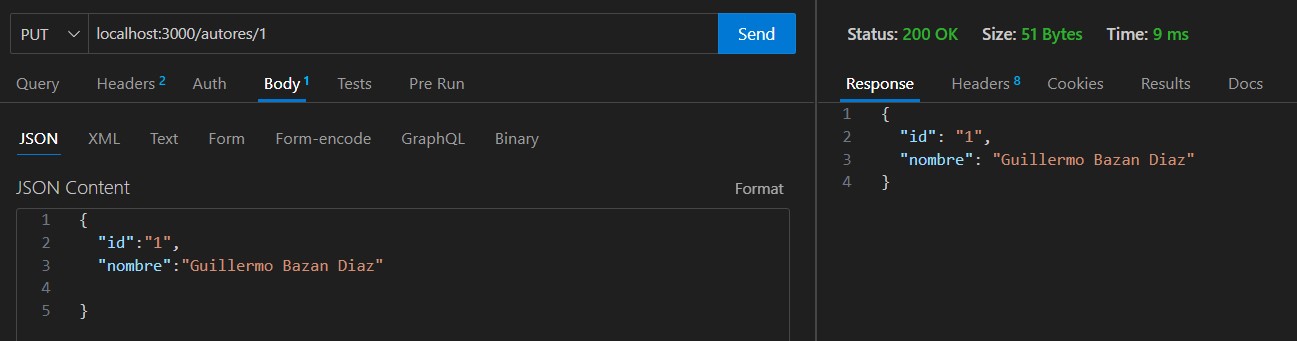 PUT localhost:3000/autores/1 Send
Query Headers 2 Auth Body 1 Tests Pre Run
JSON XML Text Form Form-encode GraphQL Binary
JSON Content Format
1 {
2 "id":"1",
3 "nombre":"Guillermo Bazan Diaz"
4
5 }
Status: 200 OK Size: 51 Bytes Time: 9 ms
Response Headers 8 Cookies Results Docs
1 {
2 "id": "1",
3 "nombre": "Guillermo Bazan Diaz"
4 }